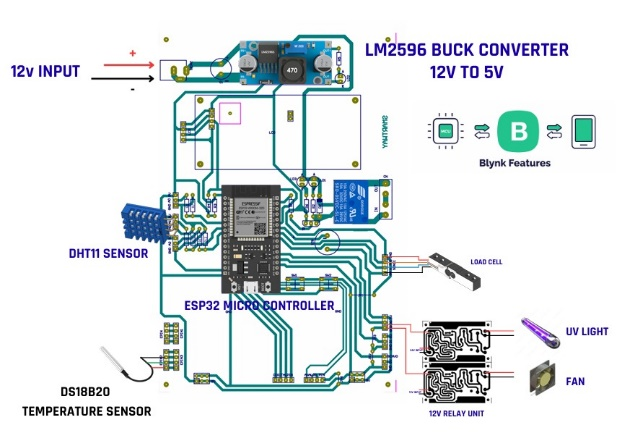 LM2596 BUCK CONVERTER
12V TO 5V
12v INPUT
+
-
470
B
Blynk Features
DHT11 SENSOR
LOAD CELL
ESP32 MICRO CONTROLLER
UV LIGHT
FAN
12V RELAY UNIT
DS18B20
TEMPERATURE SENSOR